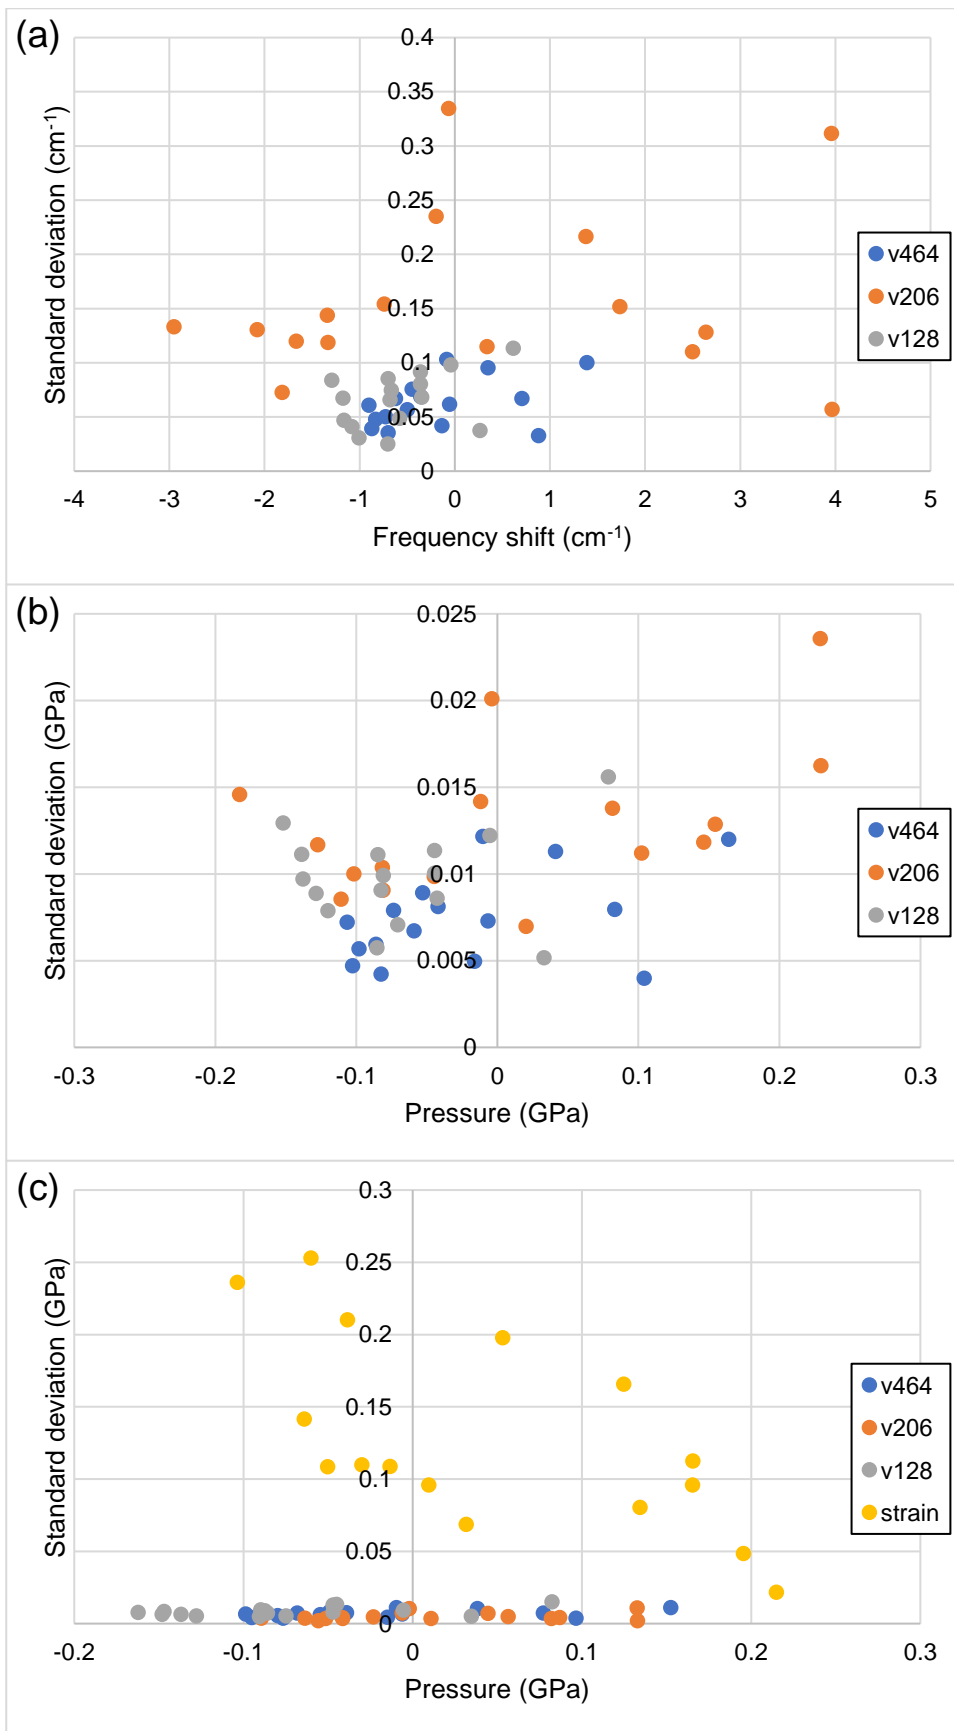 (a)
0.4
0.35
0.3
0.25
0.2
0.15
0.1
0.05
0
Standard deviation (cm⁻¹)
-4 -3 -2 -1 0 1 2 3 4 5
Frequency shift (cm⁻¹)
v464
v206
v128
(b)
0.025
0.02
0.015
0.01
0.005
0
Standard deviation (GPa)
-0.3 -0.2 -0.1 0 0.1 0.2 0.3
Pressure (GPa)
v464
v206
v128
(c)
0.3
0.25
0.2
0.15
0.1
0.05
0
Standard deviation (GPa)
-0.2 -0.1 0 0.1 0.2 0.3
Pressure (GPa)
v464
v206
v128
strain